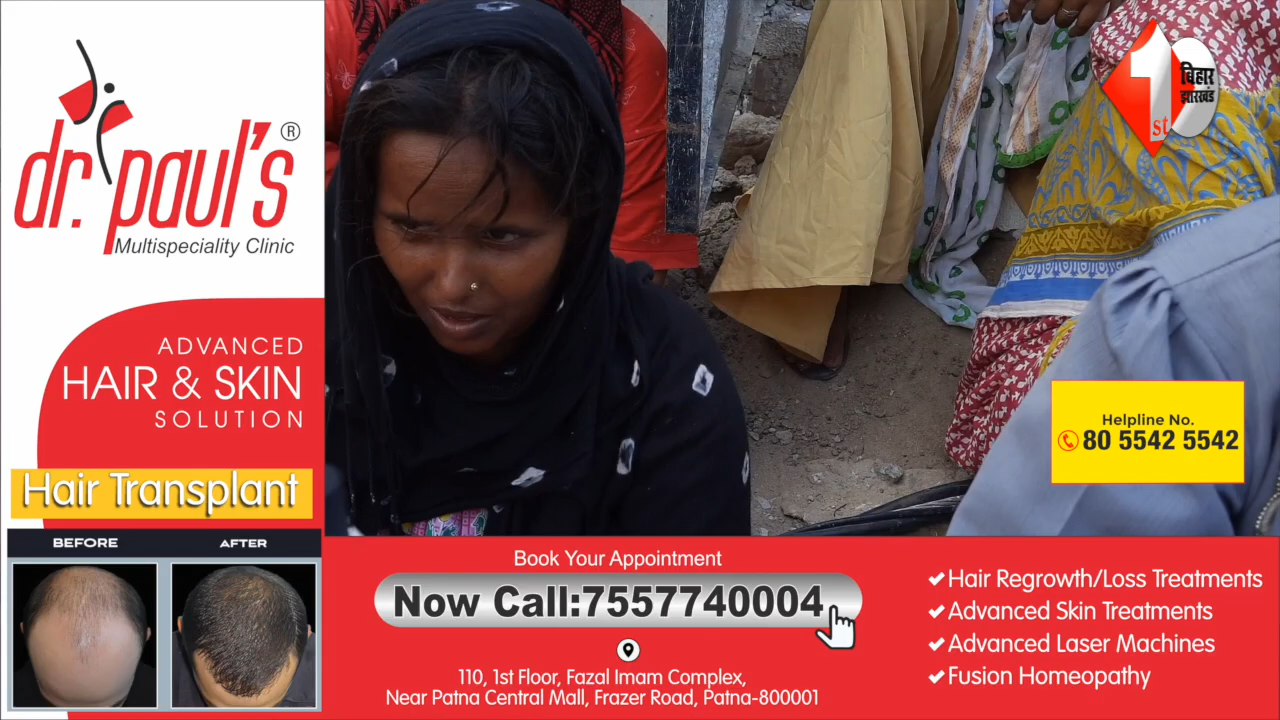 dr. paul's®
Multispeciality Clinic
ADVANCED
HAIR & SKIN
SOLUTION
Hair Transplant
BEFORE
AFTER
1st
बिहार
झारखंड
Helpline No.
80 5542 5542
Book Your Appointment
Now Call:7557740004
110, 1st Floor, Fazal Imam Complex,
Near Patna Central Mall, Frazer Road, Patna-800001
Hair Regrowth/Loss Treatments
Advanced Skin Treatments
Advanced Laser Machines
Fusion Homeopathy